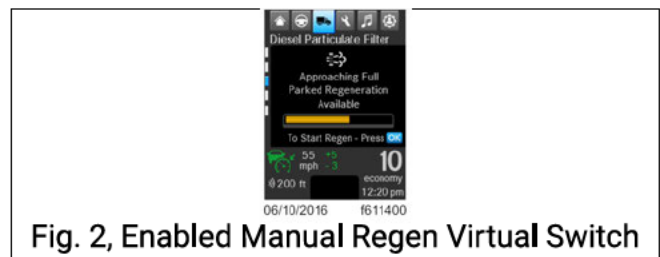 Diesel Particulate Filter
Approaching Full
Parked Regeneration
Available
To Start Regen - Press OK
55 +5
mph - 3
10
200 ft
economy
12:20 pm
06/10/2016 f611400
Fig. 2, Enabled Manual Regen Virtual Switch